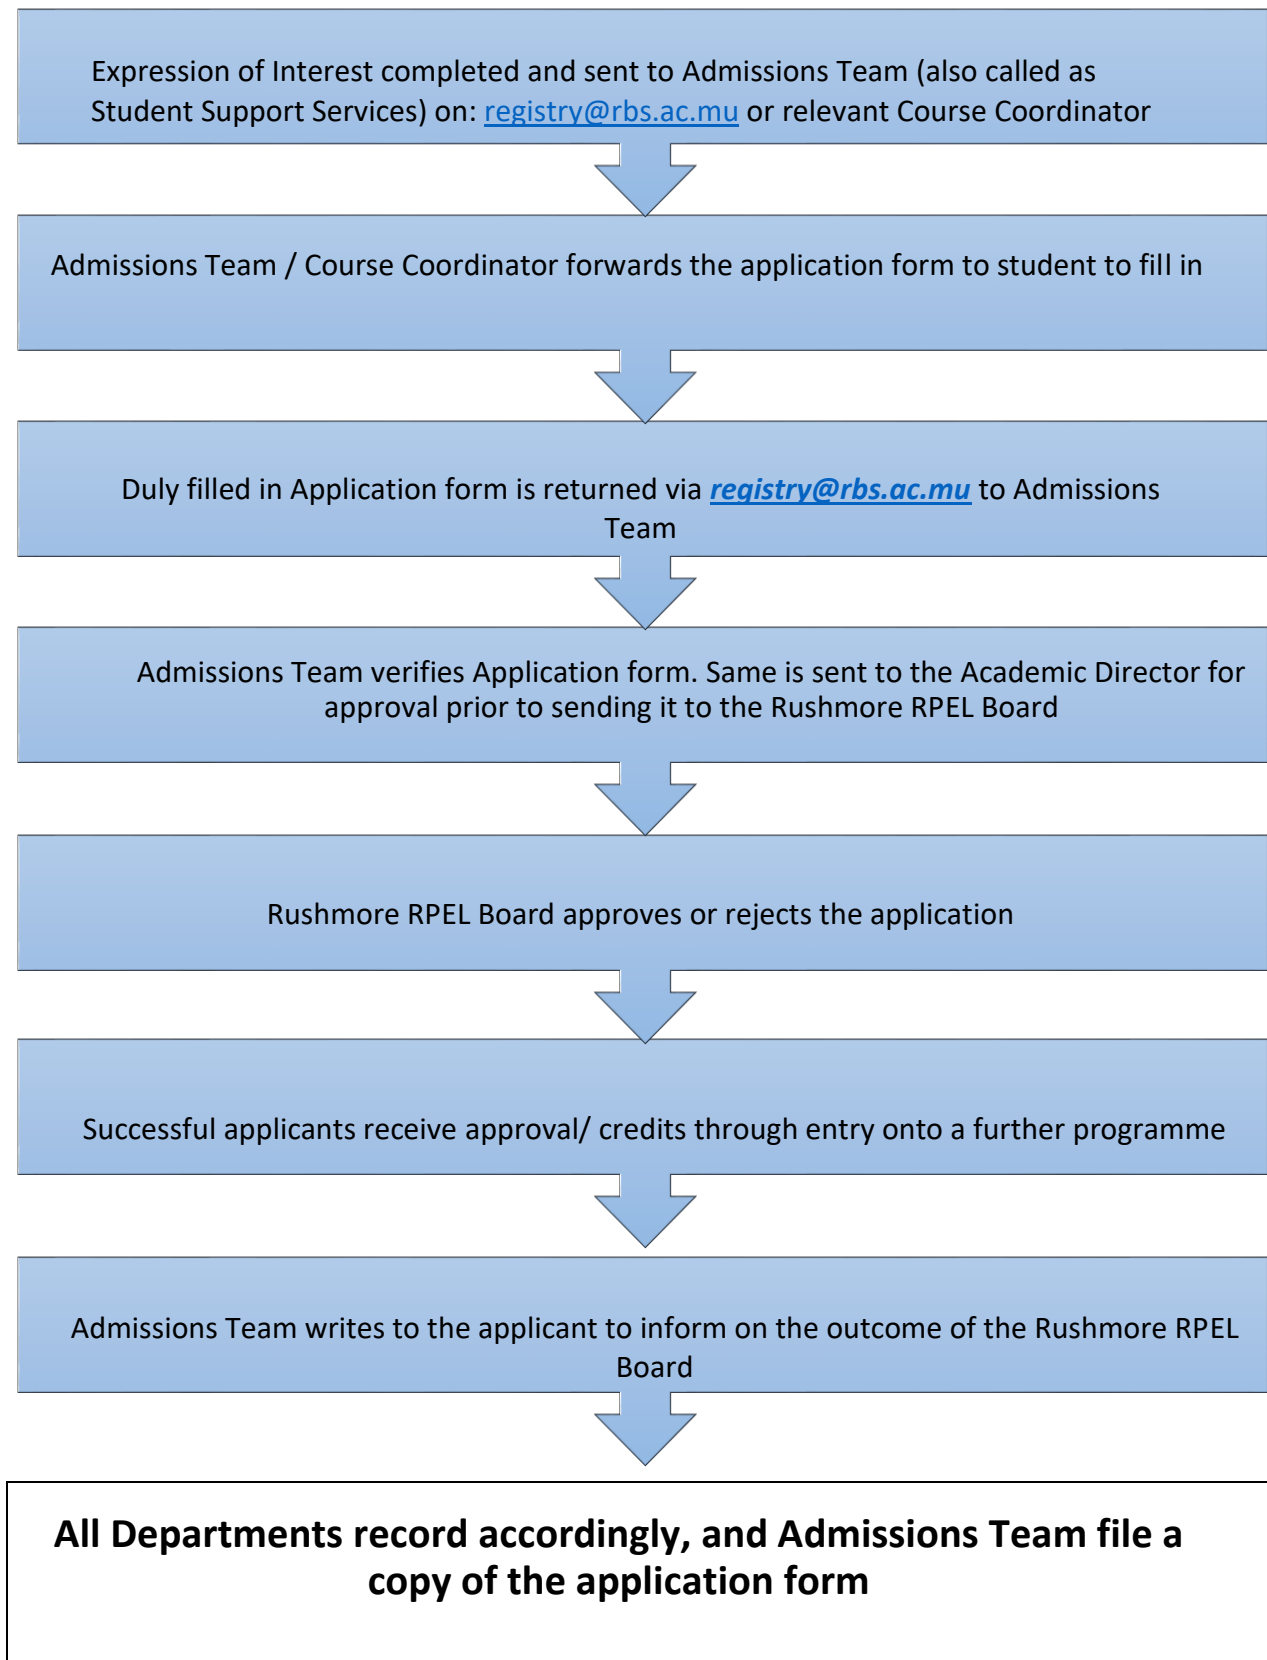 Expression of Interest completed and sent to Admissions Team (also called as
Student Support Services) on: registry@rbs.ac.mu or relevant Course Coordinator
Admissions Team / Course Coordinator forwards the application form to student to fill in
Duly filled in Application form is returned via registry@rbs.ac.mu to Admissions
Team
Admissions Team verifies Application form. Same is sent to the Academic Director for
approval prior to sending it to the Rushmore RPEL Board
Rushmore RPEL Board approves or rejects the application
Successful applicants receive approval/ credits through entry onto a further programme
Admissions Team writes to the applicant to inform on the outcome of the Rushmore RPEL
Board
All Departments record accordingly, and Admissions Team file a
copy of the application form